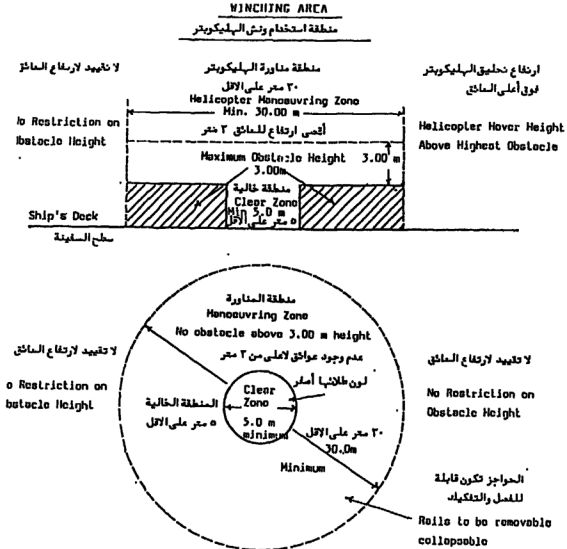 WINCHING AREA
منطقة استخدام ونش الهليكوبتر
لا تقييد لارتفاع العائق
منطقة مناورة الهليكوبتر
ارتفاع تحليق الهليكوبتر
فوق أعلى العائق
٣٠ متر على الاقل
Helicopter Manoeuvring Zone
Min. 30.00 m
o Restriction on
bstacle Height
أقصى ارتفاع للعائق ٣ متر
Helicopter Hover Height
Above Highest Obstacle
Maximum Obstacle Height
3.00m
3.00 m
منطقة خالية
Clear Zone
Min 5.0 m
٥ متر على الاقل
Ship's Deck
سطح السفينة
منطقة المناورة
Manoeuvring Zone
No obstacle above 3.00 m height
عدم وجود عوائق لاعلى من ٣ متر
لا تقييد لارتفاع العائق
o Restriction on
bstacle Height
لا تقييد لارتفاع العائق
No Restriction on
Obstacle Height
لون طلائها أصفر
Clear
Zone
5.0 m
minimum
المنطقة الخالية
٥ متر على الاقل
٣٠ متر على الاقل
30.0m
Minimum
الحواجز تكون قابلة
للفصل والتفكيك
Rails to be removable
collapsable